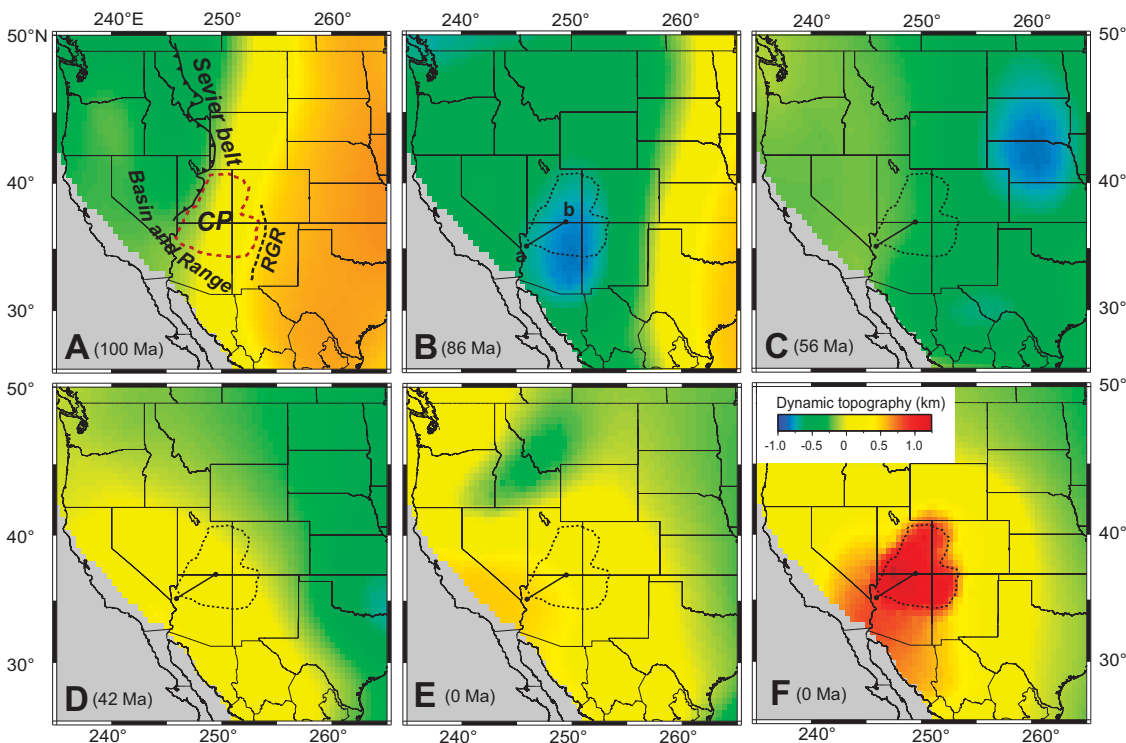 240°E 250° 260°
240° 250° 260°
240° 250° 260°
50°N
40°
30°
Sevier belt
Basin and Range
CP
RGR
A (100 Ma)
b
a
B (86 Ma)
C (56 Ma)
50°
40°
30°
50°
40°
30°
D (42 Ma)
E (0 Ma)
Dynamic topography (km)
-1.0 -0.5 0 0.5 1.0
F (0 Ma)
50°
40°
30°
240° 250° 260°
240° 250° 260°
240° 250° 260°